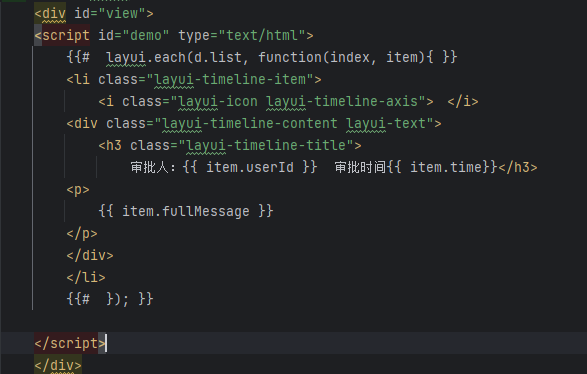 <div id="view">
<script id="demo" type="text/html">
{{#  layui.each(d.list, function(index, item){ }}
<li class="layui-timeline-item">
<i class="layui-icon layui-timeline-axis">  </i>
<div class="layui-timeline-content layui-text">
<h3 class="layui-timeline-title">
审批人：{{ item.userId }}  审批时间{{ item.time}}</h3>
<p>
{{ item.fullMessage }}
</p>
</div>
</li>
{{#  }); }}
</script>
</div>